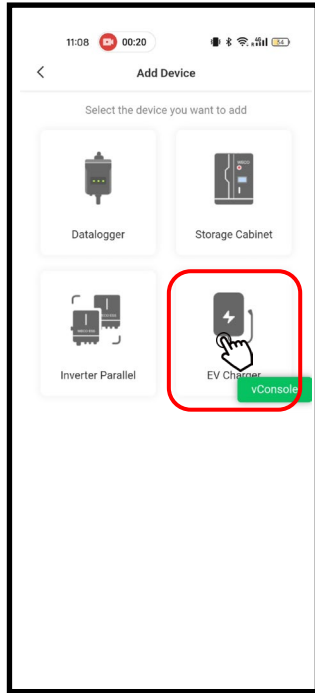 11:08 00:20 54
Add Device
Select the device you want to add
Datalogger Storage Cabinet
Inverter Parallel EV Charger
vConsole